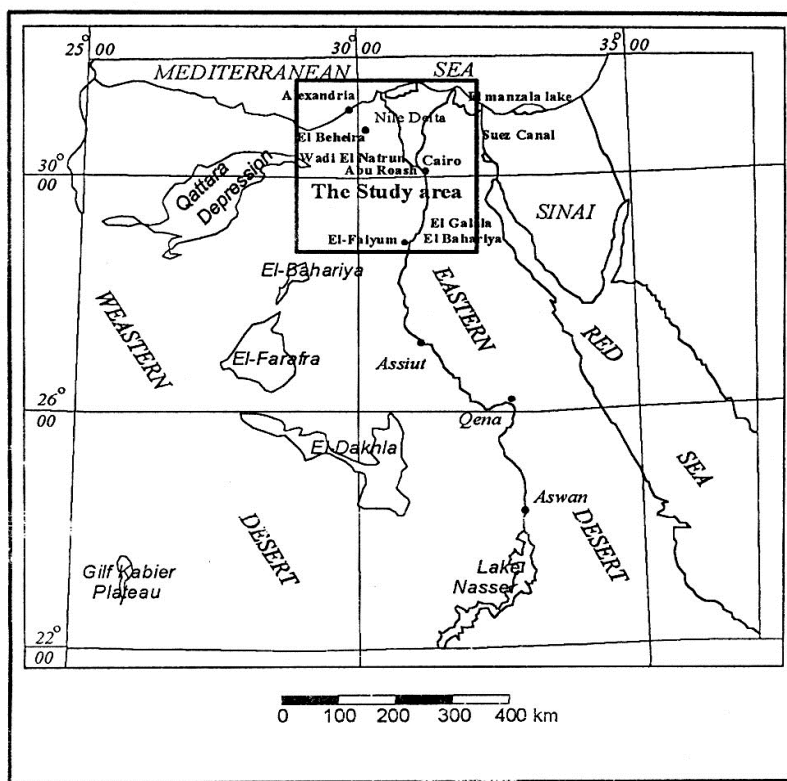 25° 00
30° 00
35° 00
MEDITERRANEAN SEA
Alexandria
El manzala lake
Nile Delta
El Beheira
Suez Canal
Wadi El Natrun
Cairo
30° 00
Abu Roash
Qattara
Depression
The Study area
SINAI
El Galala
El-Faiyum
El Bahariya
El-Bahariya
WEASTERN
EASTERN
RED
El-Farafra
Assiut
26° 00
Qena
El-Dakhla
SEA
Aswan
DESERT
DESERT
Gilf Kabier
Plateau
Lake
Nasser
22° 00
0 100 200 300 400 km